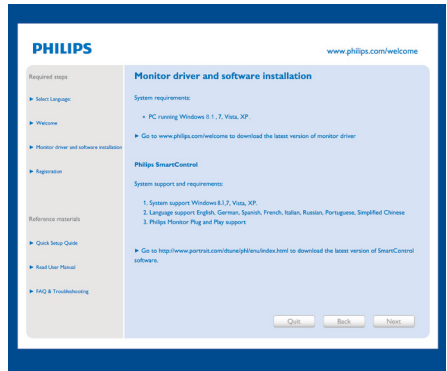 PHILIPS
www.philips.com/welcome
Required steps
Select Language:
Welcome
Monitor driver and software installation
Registration
Reference materials
Quick Setup Quide
Read User Manual
FAQ & Troubleshooting
Monitor driver and software installation
System requirements:
• PC running Windows 8.1 , 7, Vista, XP .
Go to www.philips.com/welcome to download the latest version of monitor driver
Philips SmartControl
System support and requirements:
1. System support Windows 8.1,7, Vista, XP.
2. Language support English, German, Spanish, French, Italian, Russian, Portuguese, Simplified Chinese
3. Philips Monitor Plug and Play support
Go to http://www.portrait.com/dtune/phl/enu/index.html to download the latest version of SmartControl
software.
Quit
Back
Next